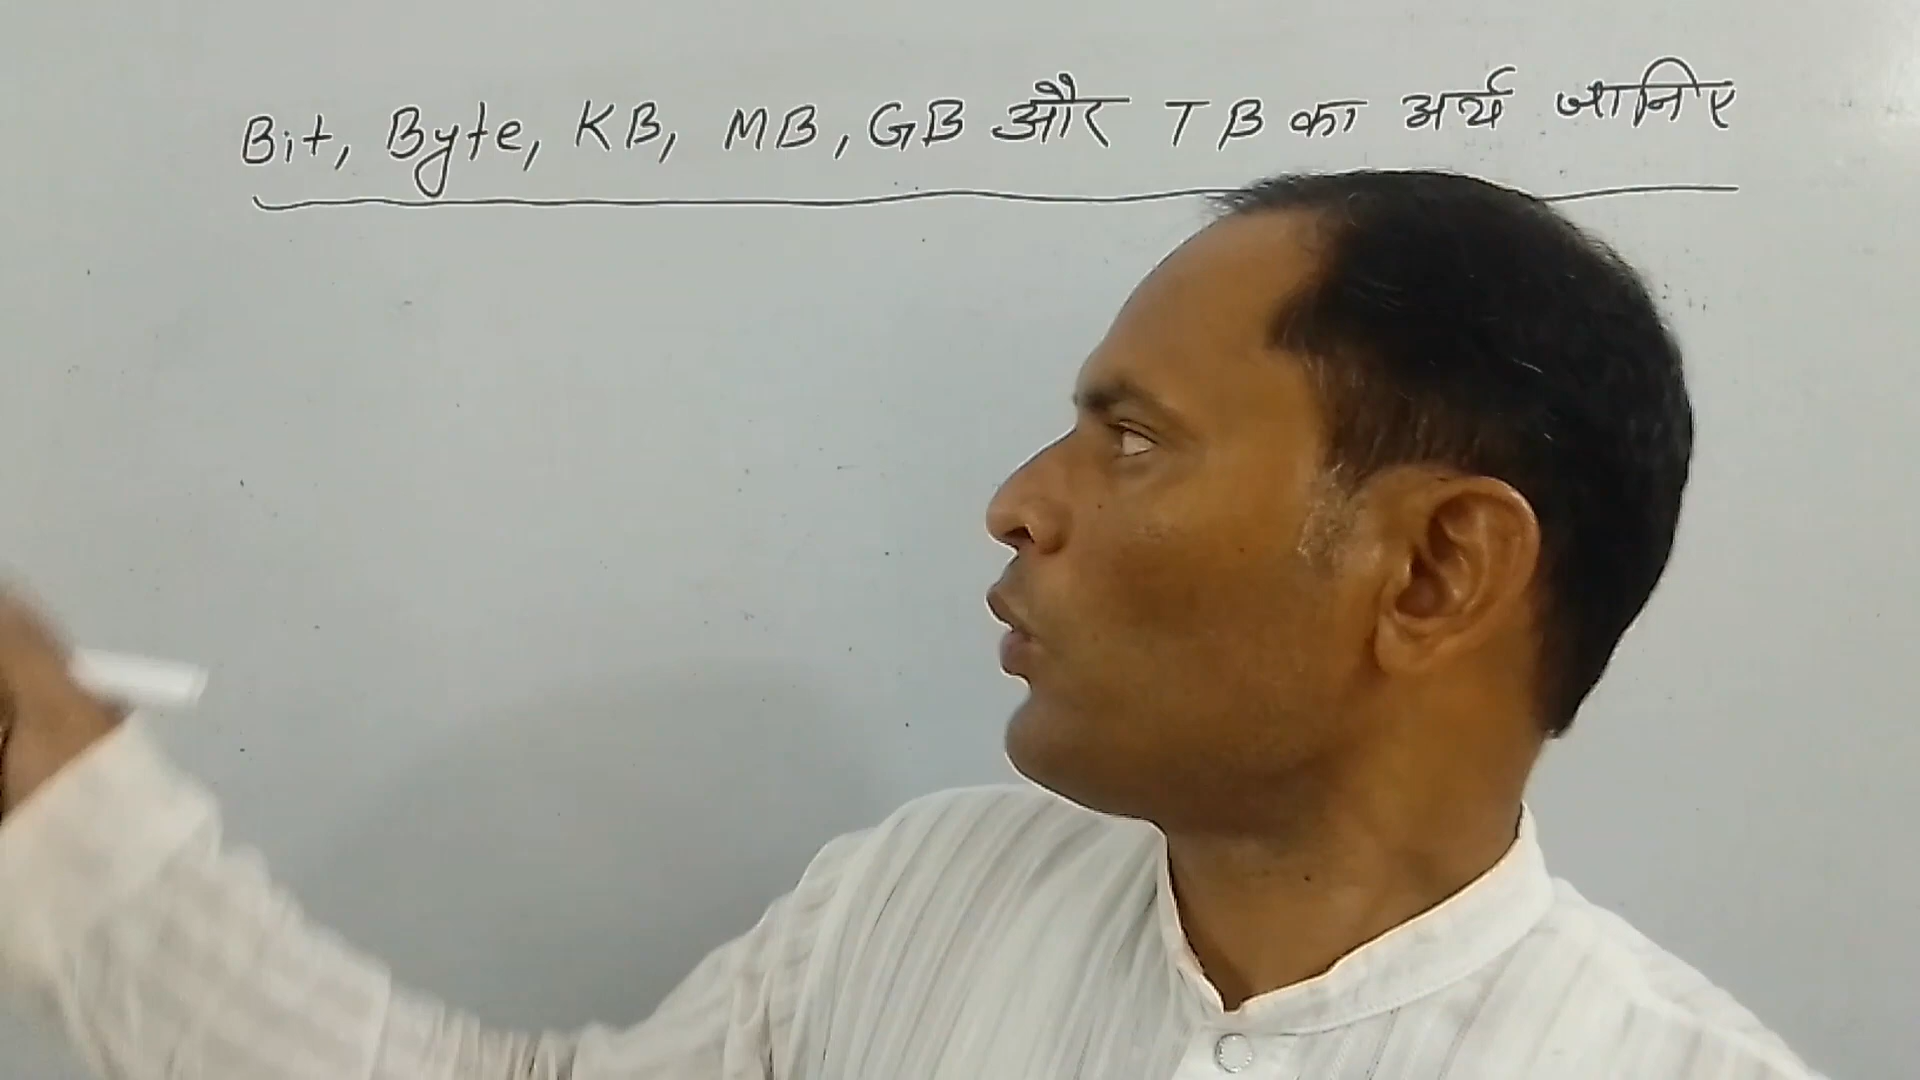 Bit, Byte, KB, MB, GB और TB का अर्थ जानिए